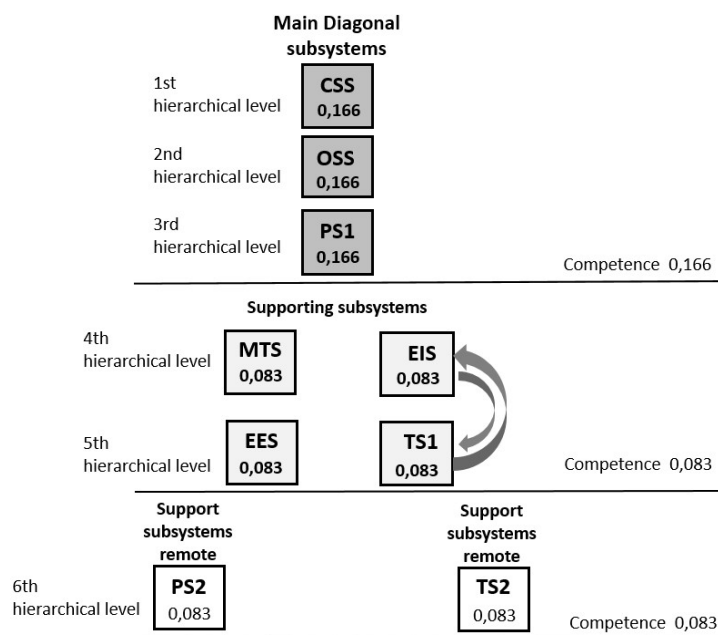 Main Diagonal
subsystems
1st
hierarchical level
CSS
0,166
2nd
hierarchical level
OSS
0,166
3rd
hierarchical level
PS1
0,166
Competence 0,166
Supporting subsystems
4th
hierarchical level
MTS
0,083
EIS
0,083
5th
hierarchical level
EES
0,083
TS1
0,083
Competence 0,083
Support
subsystems
remote
Support
subsystems
remote
6th
hierarchical level
PS2
0,083
TS2
0,083
Competence 0,083